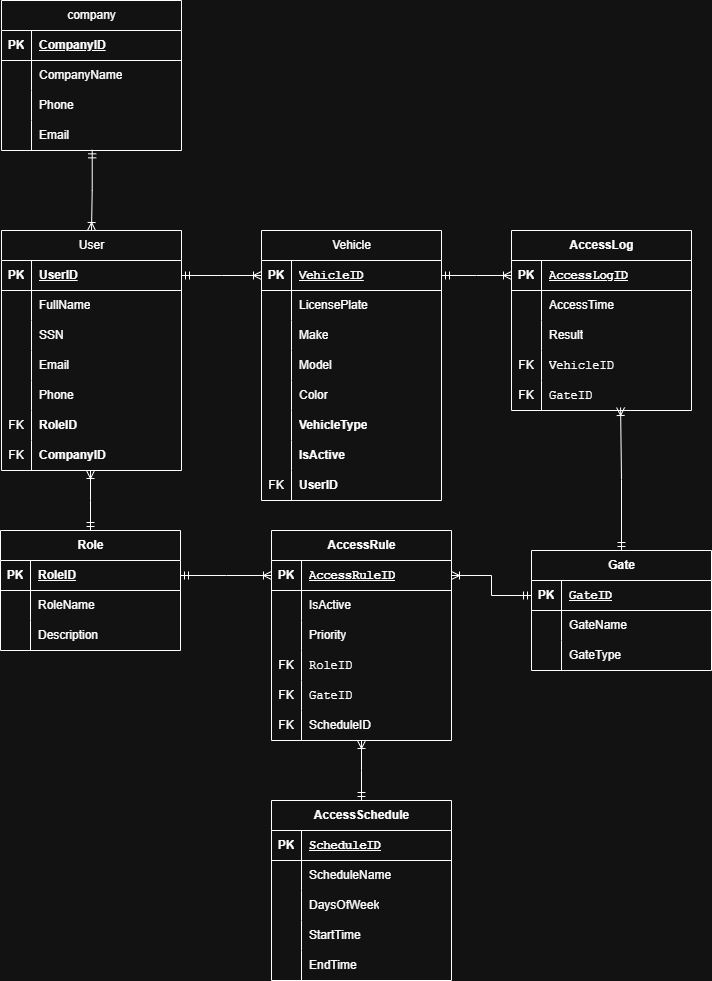 company
PK CompanyID
CompanyName
Phone
Email
User
PK UserID
FullName
SSN
Email
Phone
FK RoleID
FK CompanyID
Vehicle
PK VehicleID
LicensePlate
Make
Model
Color
VehicleType
IsActive
FK UserID
AccessLog
PK AccessLogID
AccessTime
Result
FK VehicleID
FK GateID
Role
PK RoleID
RoleName
Description
AccessRule
PK AccessRuleID
IsActive
Priority
FK RoleID
FK GateID
FK ScheduleID
Gate
PK GateID
GateName
GateType
AccessSchedule
PK ScheduleID
ScheduleName
DaysOfWeek
StartTime
EndTime